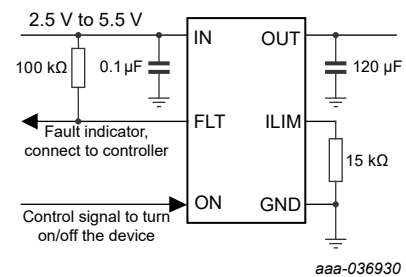 2.5 V to 5.5 V
IN
OUT
100 kΩ
0.1 μF
120 μF
FLT
ILIM
Fault indicator,
connect to controller
15 kΩ
ON
GND
Control signal to turn
on/off the device
aaa-036930